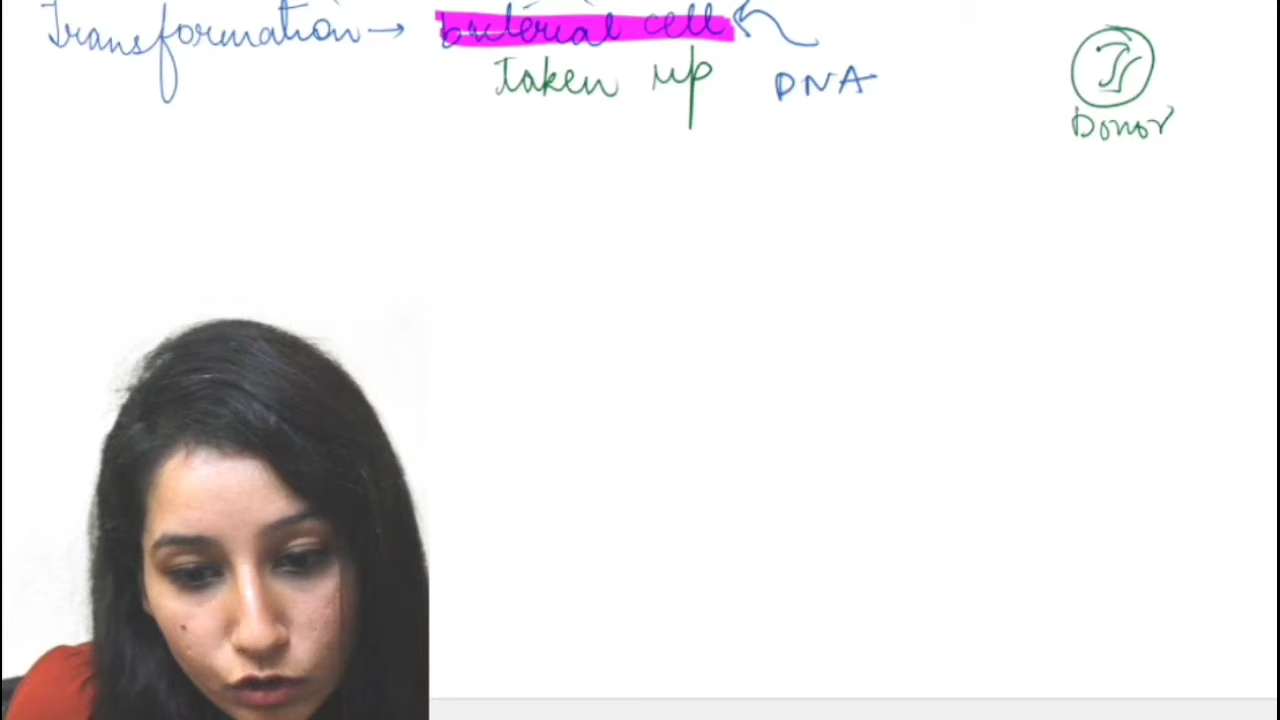 Transformation → bacterial cell
Taken up DNA
Donor